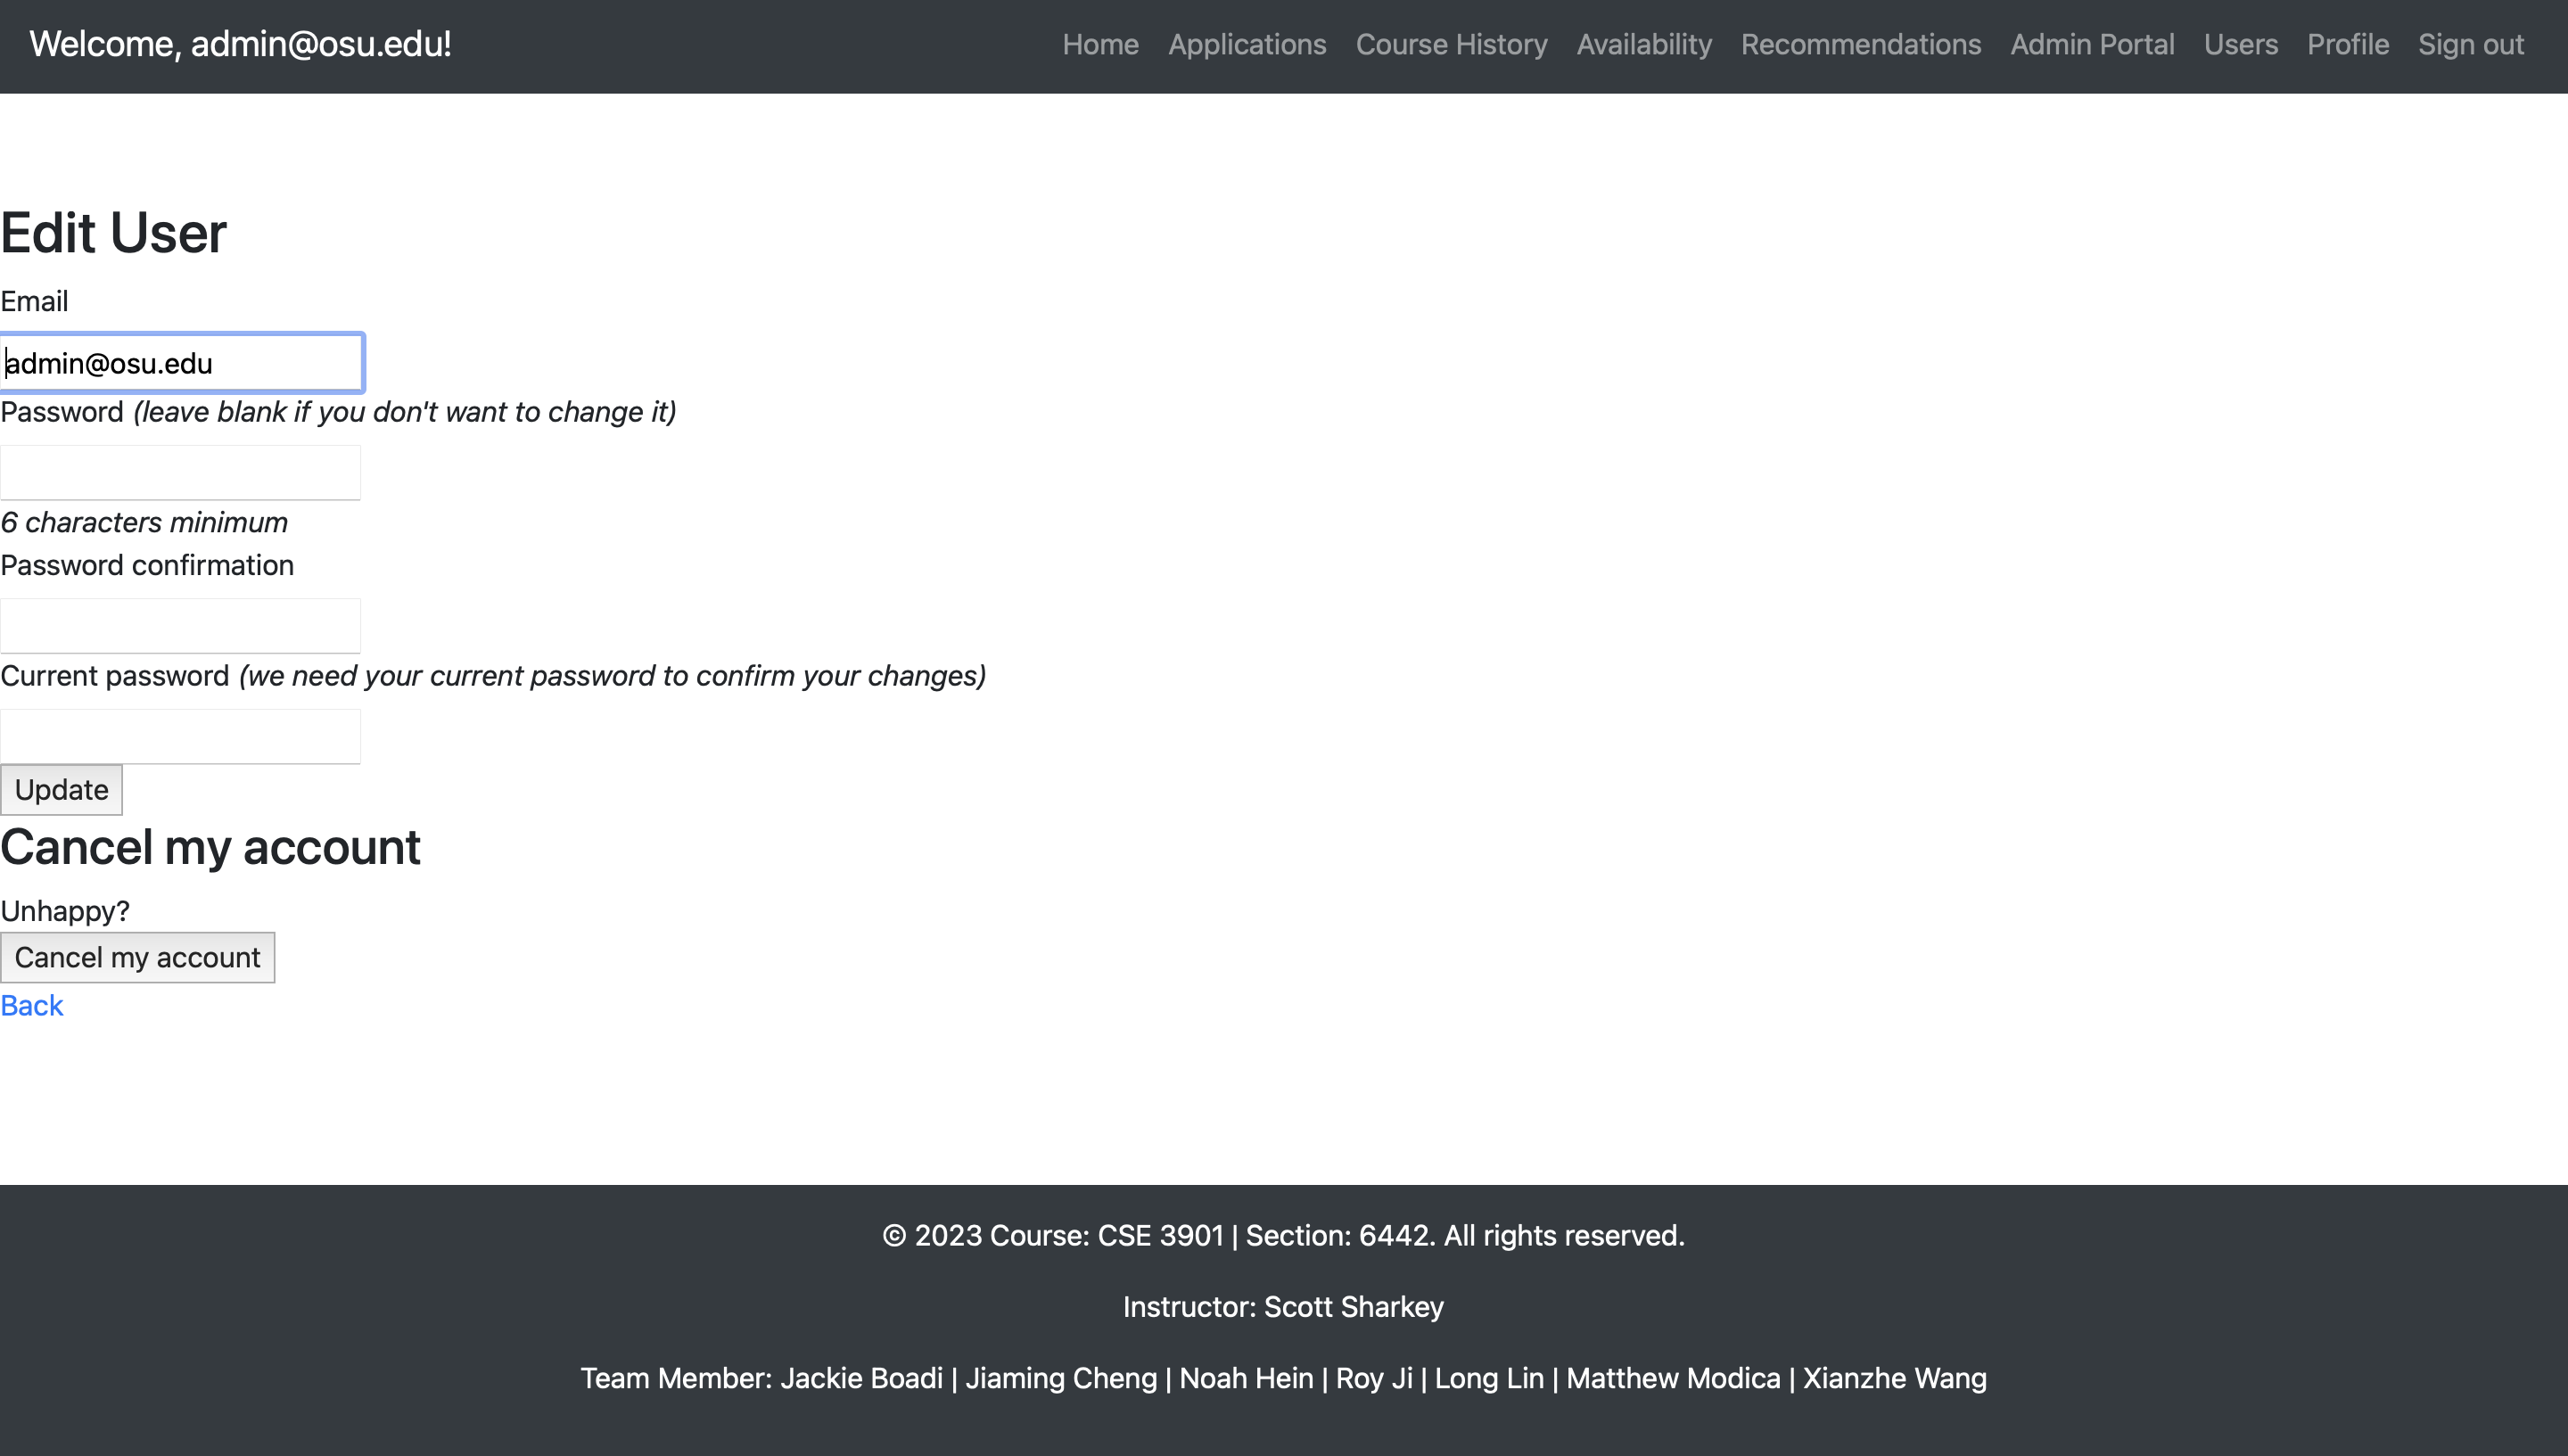 Welcome, admin@osu.edu! Home Applications Course History Availability Recommendations Admin Portal Users Profile Sign out
Edit User
Email
admin@osu.edu
Password (leave blank if you don't want to change it)
6 characters minimum
Password confirmation
Current password (we need your current password to confirm your changes)
Update
Cancel my account
Unhappy?
Cancel my account
Back
© 2023 Course: CSE 3901 | Section: 6442. All rights reserved.
Instructor: Scott Sharkey
Team Member: Jackie Boadi | Jiaming Cheng | Noah Hein | Roy Ji | Long Lin | Matthew Modica | Xianzhe Wang